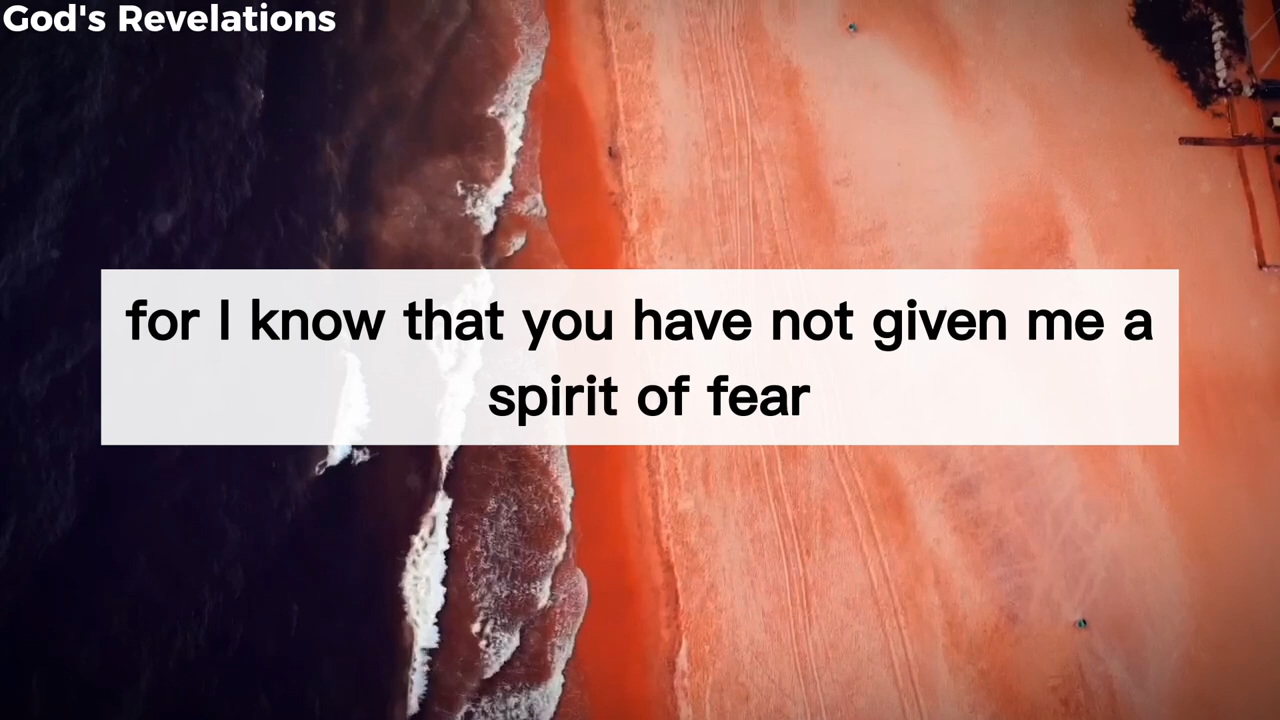 God's Revelations
for I know that you have not given me a
spirit of fear